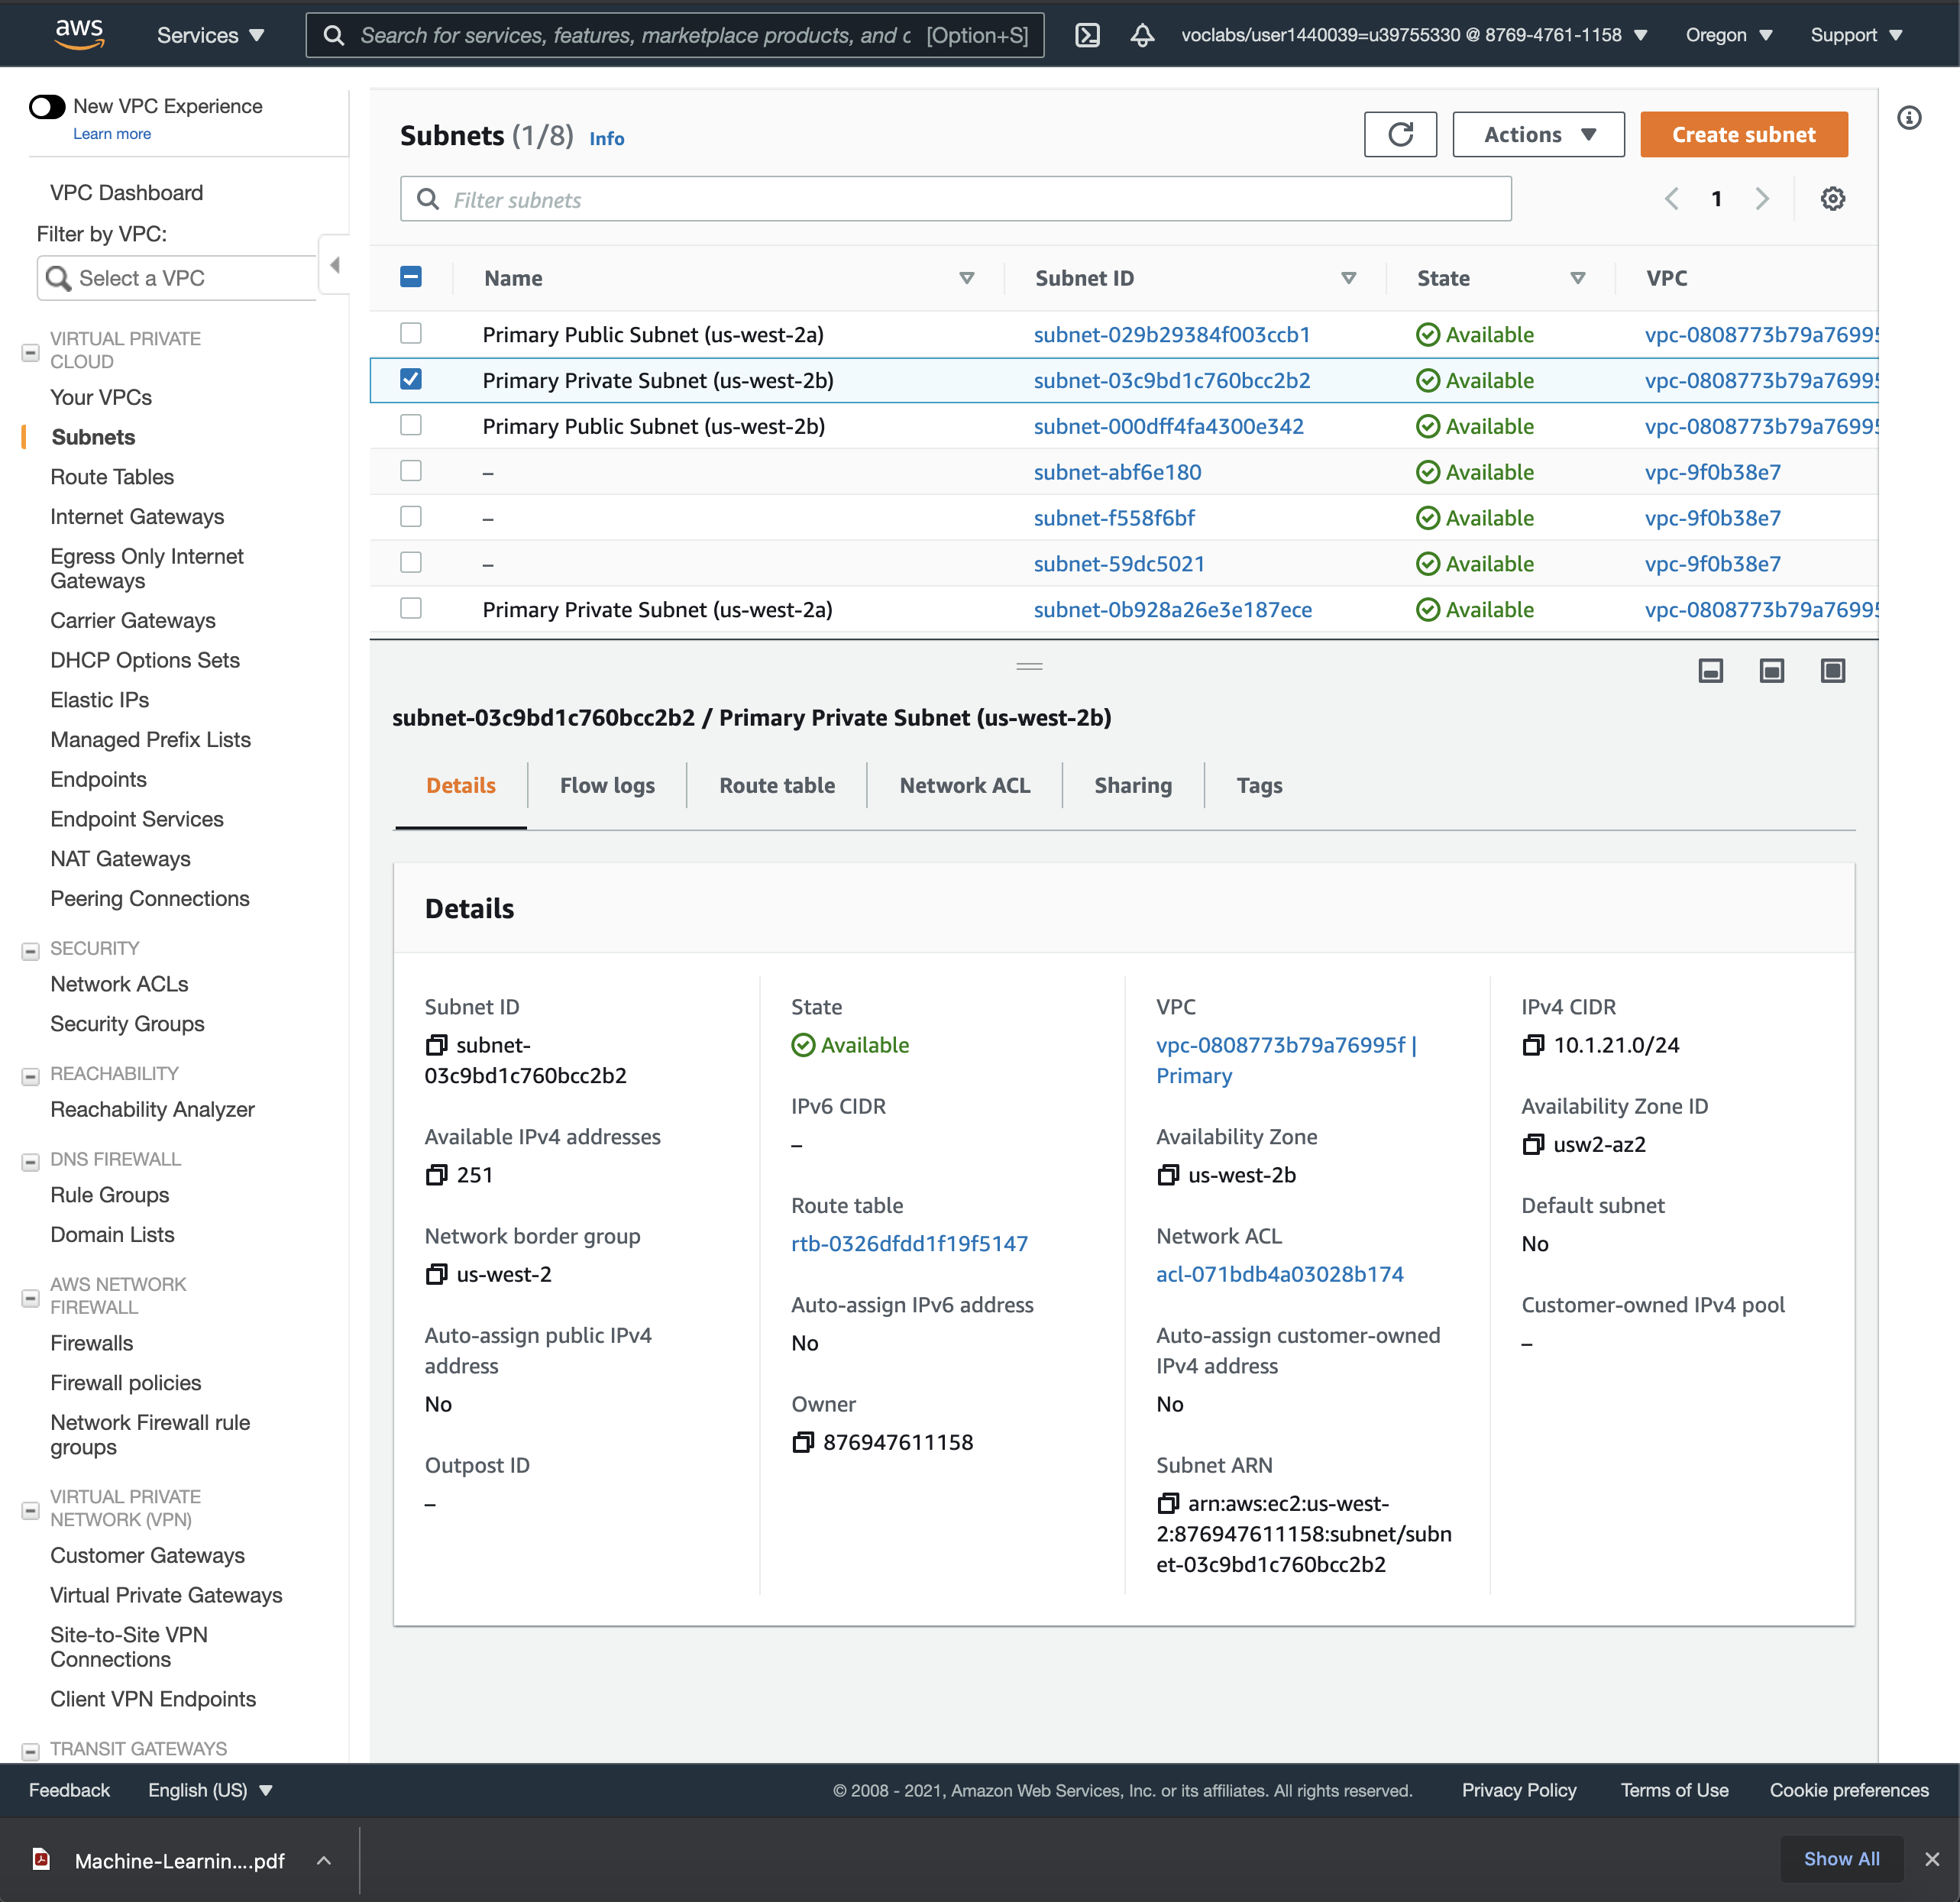 aws
Services
Search for services, features, marketplace products, and c [Option+S]
voclabs/user1440039=u39755330 @ 8769-4761-1158
Oregon
Support
New VPC Experience
Learn more
VPC Dashboard
Filter by VPC:
Select a VPC
VIRTUAL PRIVATE
CLOUD
Your VPCs
Subnets
Route Tables
Internet Gateways
Egress Only Internet
Gateways
Carrier Gateways
DHCP Options Sets
Elastic IPs
Managed Prefix Lists
Endpoints
Endpoint Services
NAT Gateways
Peering Connections
SECURITY
Network ACLs
Security Groups
REACHABILITY
Reachability Analyzer
DNS FIREWALL
Rule Groups
Domain Lists
AWS NETWORK
FIREWALL
Firewalls
Firewall policies
Network Firewall rule
groups
VIRTUAL PRIVATE
NETWORK (VPN)
Customer Gateways
Virtual Private Gateways
Site-to-Site VPN
Connections
Client VPN Endpoints
TRANSIT GATEWAYS
Subnets (1/8) Info
Actions
Create subnet
Filter subnets
1
Name Subnet ID State VPC
Primary Public Subnet (us-west-2a) subnet-029b29384f003ccb1 Available vpc-0808773b79a76995
Primary Private Subnet (us-west-2b) subnet-03c9bd1c760bcc2b2 Available vpc-0808773b79a76995
Primary Public Subnet (us-west-2b) subnet-000dff4fa4300e342 Available vpc-0808773b79a76995
– subnet-abf6e180 Available vpc-9f0b38e7
– subnet-f558f6bf Available vpc-9f0b38e7
– subnet-59dc5021 Available vpc-9f0b38e7
Primary Private Subnet (us-west-2a) subnet-0b928a26e3e187ece Available vpc-0808773b79a76995
subnet-03c9bd1c760bcc2b2 / Primary Private Subnet (us-west-2b)
Details Flow logs Route table Network ACL Sharing Tags
Details
Subnet ID
subnet-
03c9bd1c760bcc2b2
Available IPv4 addresses
251
Network border group
us-west-2
Auto-assign public IPv4
address
No
Outpost ID
–
State
Available
IPv6 CIDR
–
Route table
rtb-0326dfdd1f19f5147
Auto-assign IPv6 address
No
Owner
876947611158
VPC
vpc-0808773b79a76995f |
Primary
Availability Zone
us-west-2b
Network ACL
acl-071bdb4a03028b174
Auto-assign customer-owned
IPv4 address
No
Subnet ARN
arn:aws:ec2:us-west-
2:876947611158:subnet/subn
et-03c9bd1c760bcc2b2
IPv4 CIDR
10.1.21.0/24
Availability Zone ID
usw2-az2
Default subnet
No
Customer-owned IPv4 pool
–
Feedback
English (US)
© 2008 - 2021, Amazon Web Services, Inc. or its affiliates. All rights reserved.
Privacy Policy
Terms of Use
Cookie preferences
Machine-Learnin....pdf
Show All